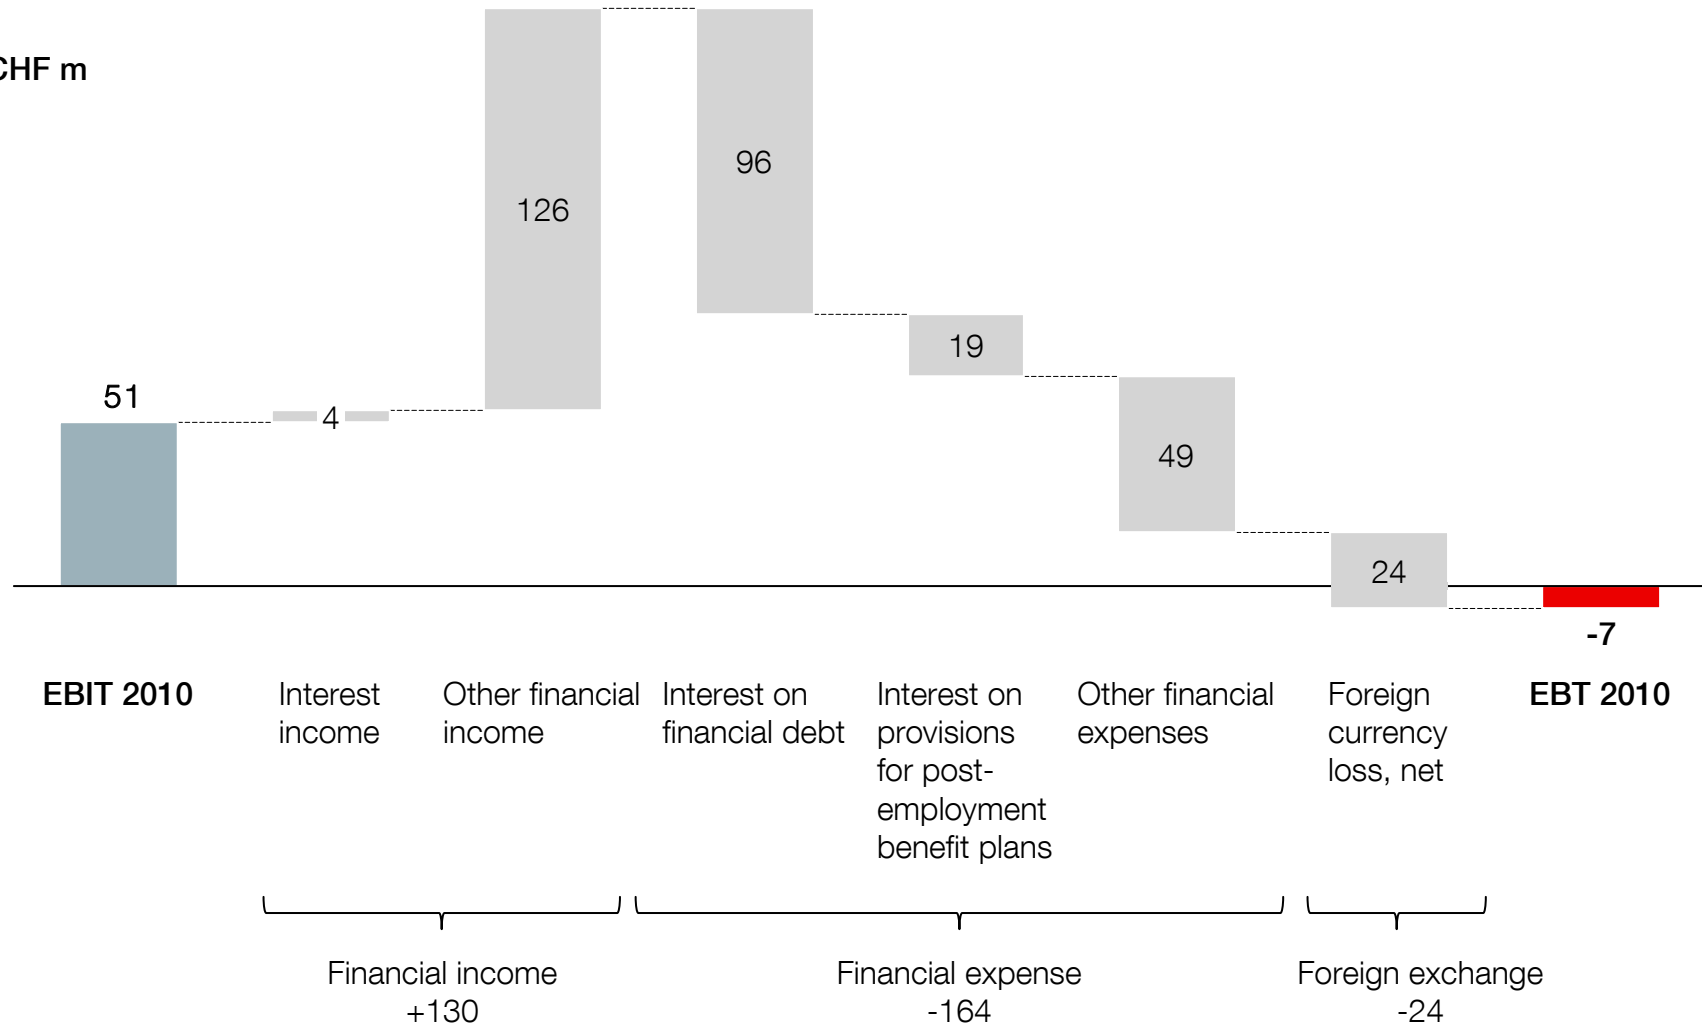 CHF m
126
96
19
51
4
49
24
-7
EBIT 2010
Interest
income
Other financial
income
Interest on
financial debt
Interest on
provisions
for post-
employment
benefit plans
Other financial
expenses
Foreign
currency
loss, net
EBT 2010
Financial income
+130
Financial expense
-164
Foreign exchange
-24